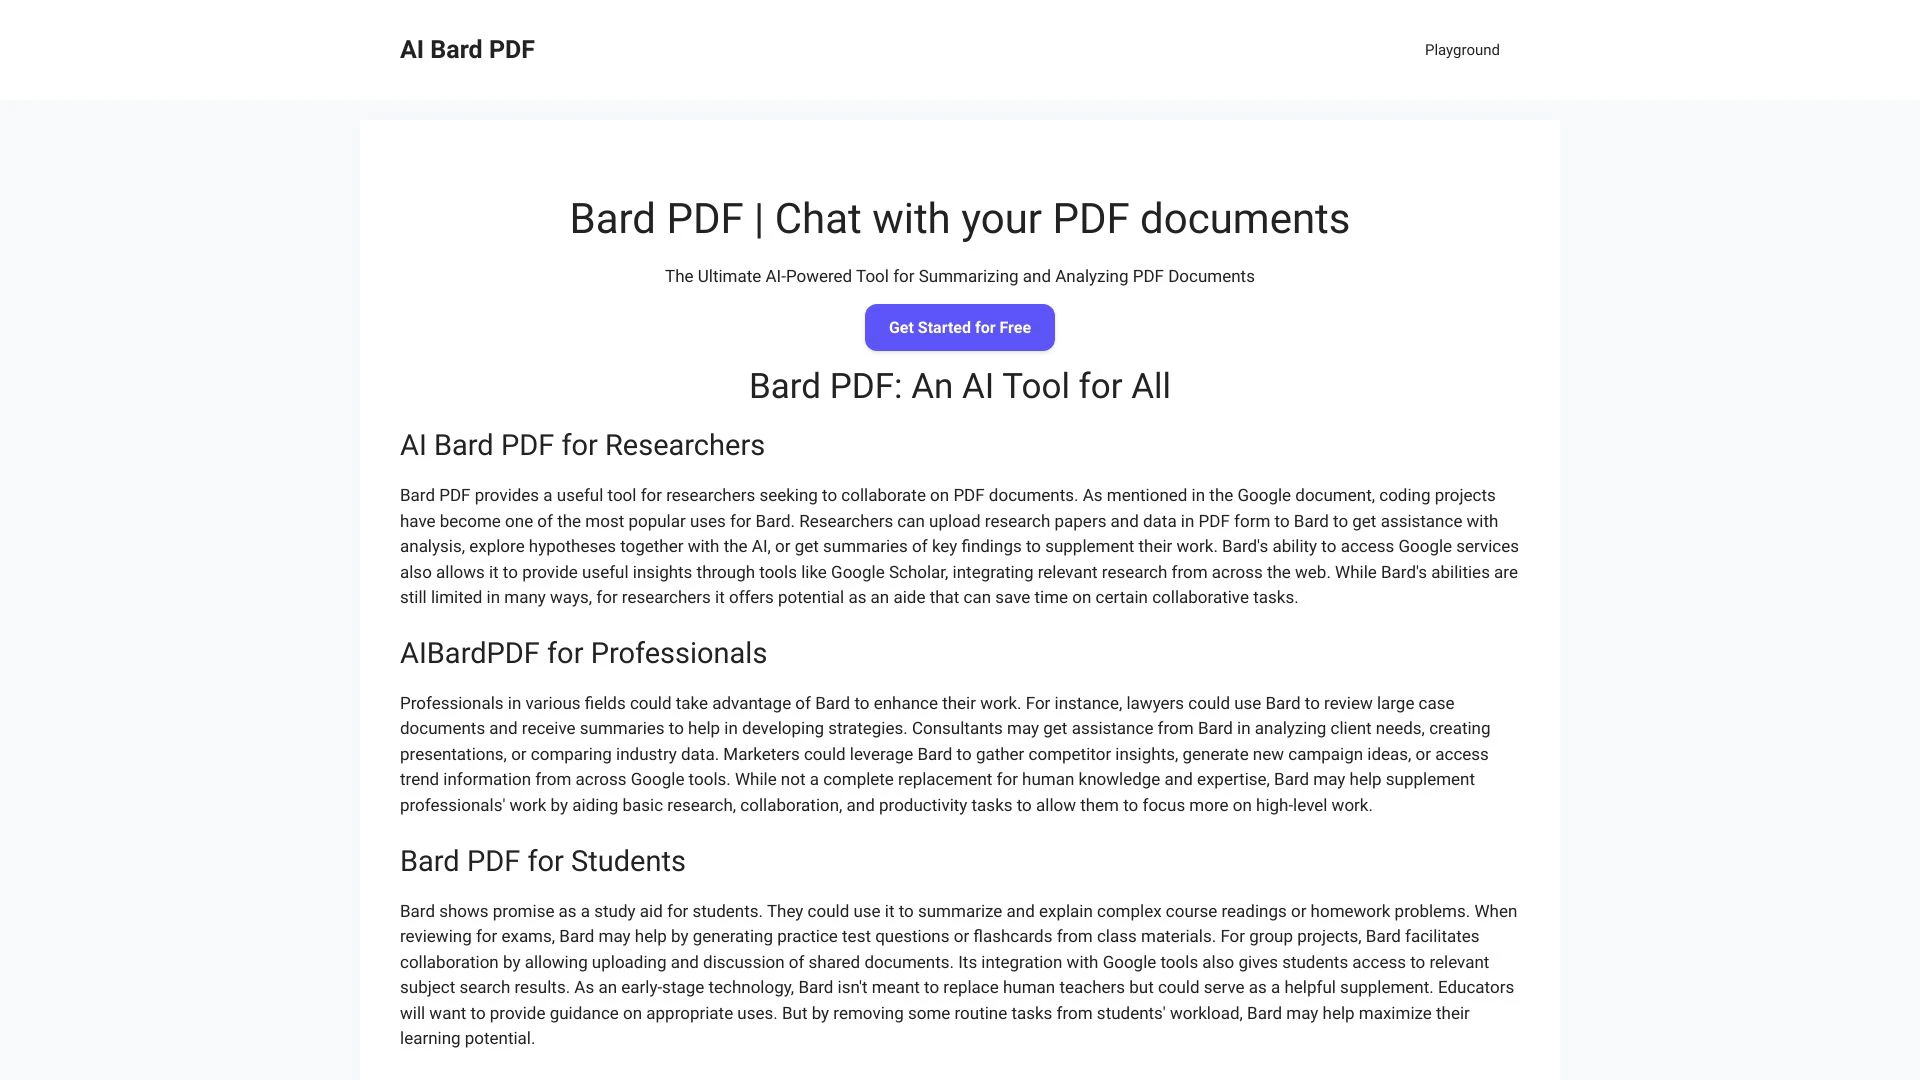 AI Bard PDF
Playground
Bard PDF | Chat with your PDF documents
The Ultimate AI-Powered Tool for Summarizing and Analyzing PDF Documents
Get Started for Free
Bard PDF: An AI Tool for All
AI Bard PDF for Researchers
Bard PDF provides a useful tool for researchers seeking to collaborate on PDF documents. As mentioned in the Google document, coding projects
have become one of the most popular uses for Bard. Researchers can upload research papers and data in PDF form to Bard to get assistance with
analysis, explore hypotheses together with the AI, or get summaries of key findings to supplement their work. Bard's ability to access Google services
also allows it to provide useful insights through tools like Google Scholar, integrating relevant research from across the web. While Bard's abilities are
still limited in many ways, for researchers it offers potential as an aide that can save time on certain collaborative tasks.
AIBardPDF for Professionals
Professionals in various fields could take advantage of Bard to enhance their work. For instance, lawyers could use Bard to review large case
documents and receive summaries to help in developing strategies. Consultants may get assistance from Bard in analyzing client needs, creating
presentations, or comparing industry data. Marketers could leverage Bard to gather competitor insights, generate new campaign ideas, or access
trend information from across Google tools. While not a complete replacement for human knowledge and expertise, Bard may help supplement
professionals' work by aiding basic research, collaboration, and productivity tasks to allow them to focus more on high-level work.
Bard PDF for Students
Bard shows promise as a study aid for students. They could use it to summarize and explain complex course readings or homework problems. When
reviewing for exams, Bard may help by generating practice test questions or flashcards from class materials. For group projects, Bard facilitates
collaboration by allowing uploading and discussion of shared documents. Its integration with Google tools also gives students access to relevant
subject search results. As an early-stage technology, Bard isn't meant to replace human teachers but could serve as a helpful supplement. Educators
will want to provide guidance on appropriate uses. But by removing some routine tasks from students' workload, Bard may help maximize their
learning potential.